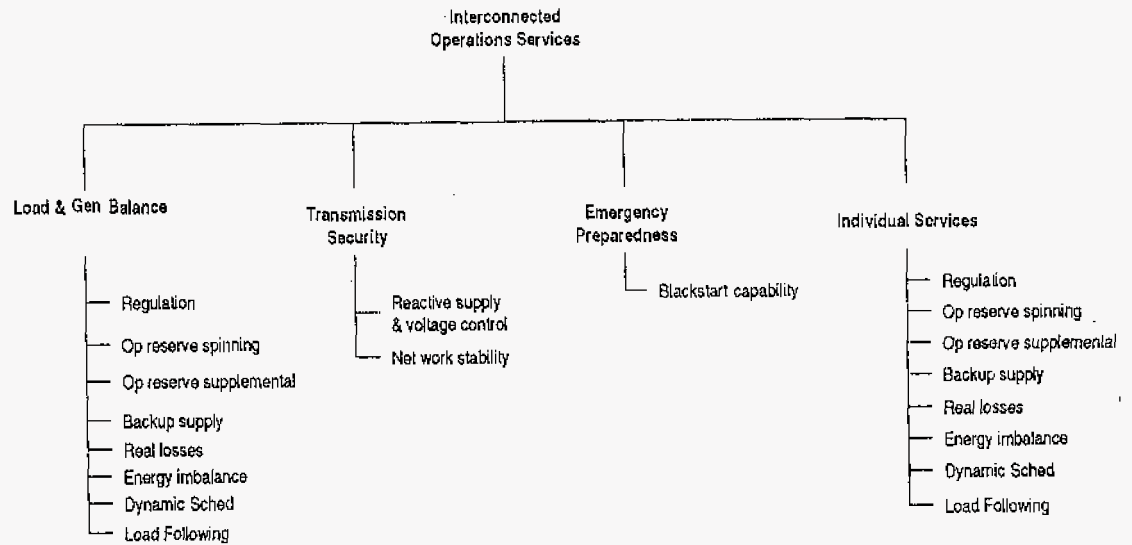 Interconnected
Operations Services
Load & Gen Balance
Transmission
Security
Emergency
Preparedness
Individual Services
Regulation
Op reserve spinning
Op reserve supplemental
Backup supply
Real losses
Energy imbalance
Dynamic Sched
Load Following
Reactive supply
& voltage control
Net work stability
Blackstart capability
Regulation
Op reserve spinning
Op reserve supplemental
Backup supply
Real losses
Energy imbalance
Dynamic Sched
Load Following